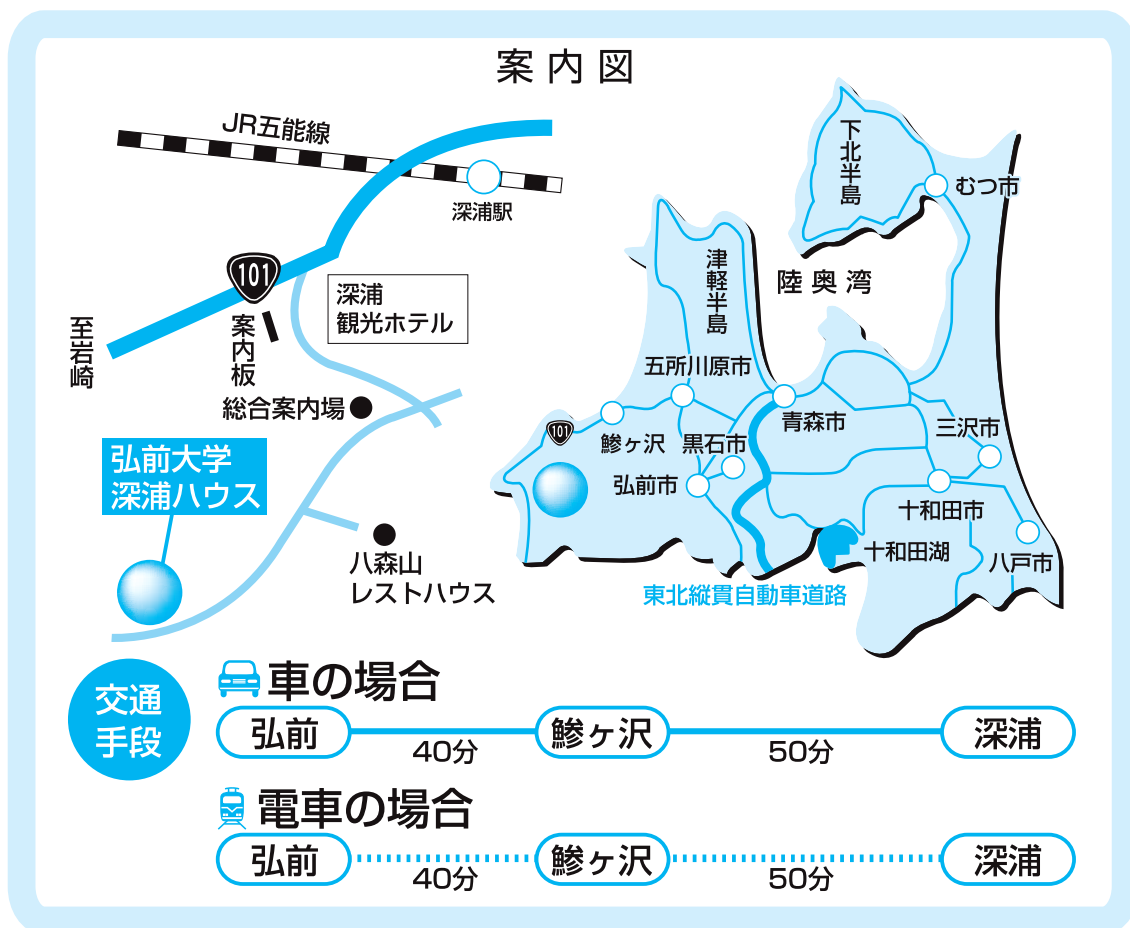 案内図
JR五能線
深浦駅
101
深浦
観光ホテル
至岩崎
案内板
総合案内場
弘前大学
深浦ハウス
八森山
レストハウス
下北半島
むつ市
津軽半島
陸奥湾
五所川原市
青森市
101
鰺ヶ沢
黒石市
三沢市
弘前市
十和田市
十和田湖
八戸市
東北縦貫自動車道路
交通
手段
車の場合
弘前
40分
鰺ヶ沢
50分
深浦
電車の場合
弘前
40分
鰺ヶ沢
50分
深浦